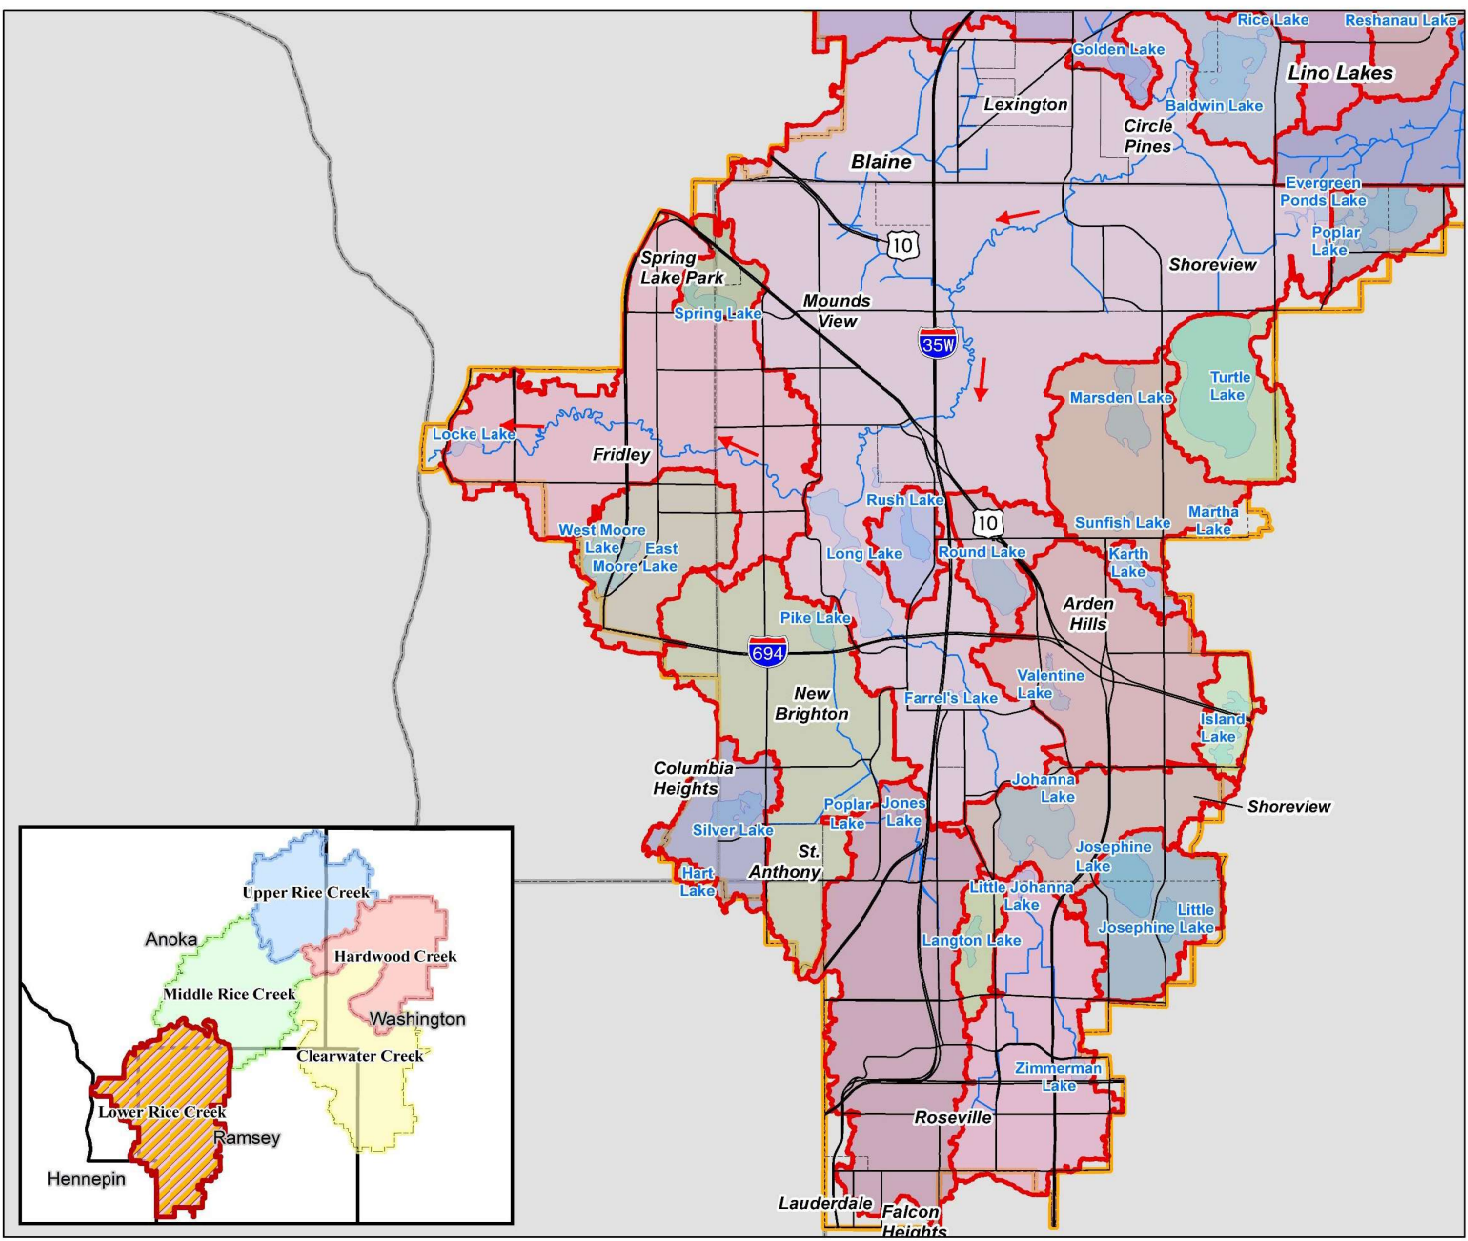 Rice Lake
Reshanau Lake
Golden Lake
Lino Lakes
Lexington
Baldwin Lake
Circle
Pines
Blaine
Evergreen
Ponds Lake
10
Poplar
Lake
Spring
Lake Park
Shoreview
Mounds
View
Spring Lake
35W
Turtle
Lake
Marsden Lake
Locke Lake
Fridley
Rush Lake
10
Sunfish Lake
Martha
Lake
West Moore
Lake
East
Moore Lake
Long Lake
Round Lake
Karth
Lake
Arden
Hills
Pike Lake
694
Valentine
Lake
New
Brighton
Farrel's Lake
Island
Lake
Columbia
Heights
Johanna
Lake
Shoreview
Poplar
Lake
Jones
Lake
Silver Lake
Josephine
Lake
St.
Anthony
Hart
Lake
Little Johanna
Lake
Little
Josephine Lake
Langton Lake
Zimmerman
Lake
Roseville
Lauderdale
Falcon
Heights
Upper Rice Creek
Anoka
Hardwood Creek
Middle Rice Creek
Washington
Clearwater Creek
Lower Rice Creek
Ramsey
Hennepin